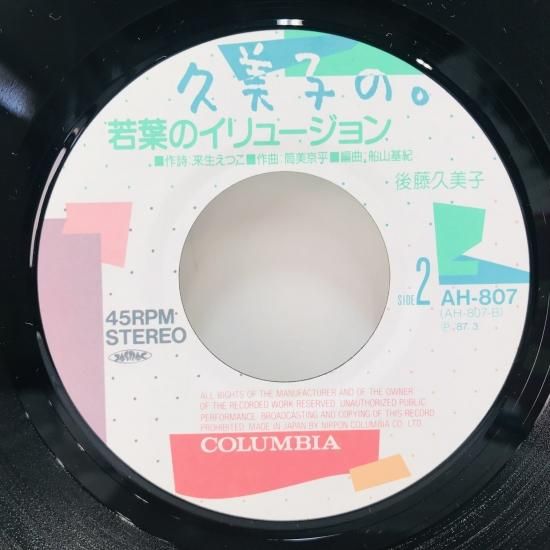 久美子の。
若葉のイリュージョン
■作詩:来生えつこ■作曲:筒美京平■編曲:船山基紀
後藤久美子
SIDE 2 AH-807
(AH-807-B)
Ⓟ. 87. 3
45RPM
STEREO
JASRAC
ALL RIGHTS OF THE MANUFACTURER AND OF THE OWNER
OF THE RECORDED WORK RESERVED. UNAUTHORIZED PUBLIC
PERFORMANCE, BROADCASTING AND COPYING OF THIS RECORD
PROHIBITED. MADE IN JAPAN BY NIPPON COLUMBIA CO. LTD.
COLUMBIA